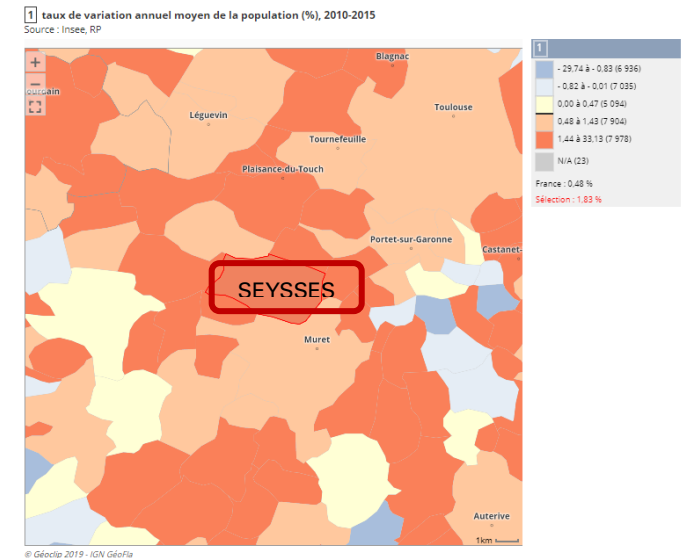 1 taux de variation annuel moyen de la population (%), 2010-2015
Source : Insee, RP
1
- 29,74 à - 0,83 (6 936)
- 0,82 à - 0,01 (7 035)
0,00 à 0,47 (5 094)
0,48 à 1,43 (7 904)
1,44 à 33,13 (7 978)
N/A (23)
France : 0,48 %
Sélection : 1,83 %
+
−
Blagnac
Toulouse
Léguevin
Tournefeuille
Plaisance-du-Touch
Portet-sur-Garonne
Castanet-
SEYSSES
Muret
Auterive
1km
© Géoclip 2019 - IGN GéoFla